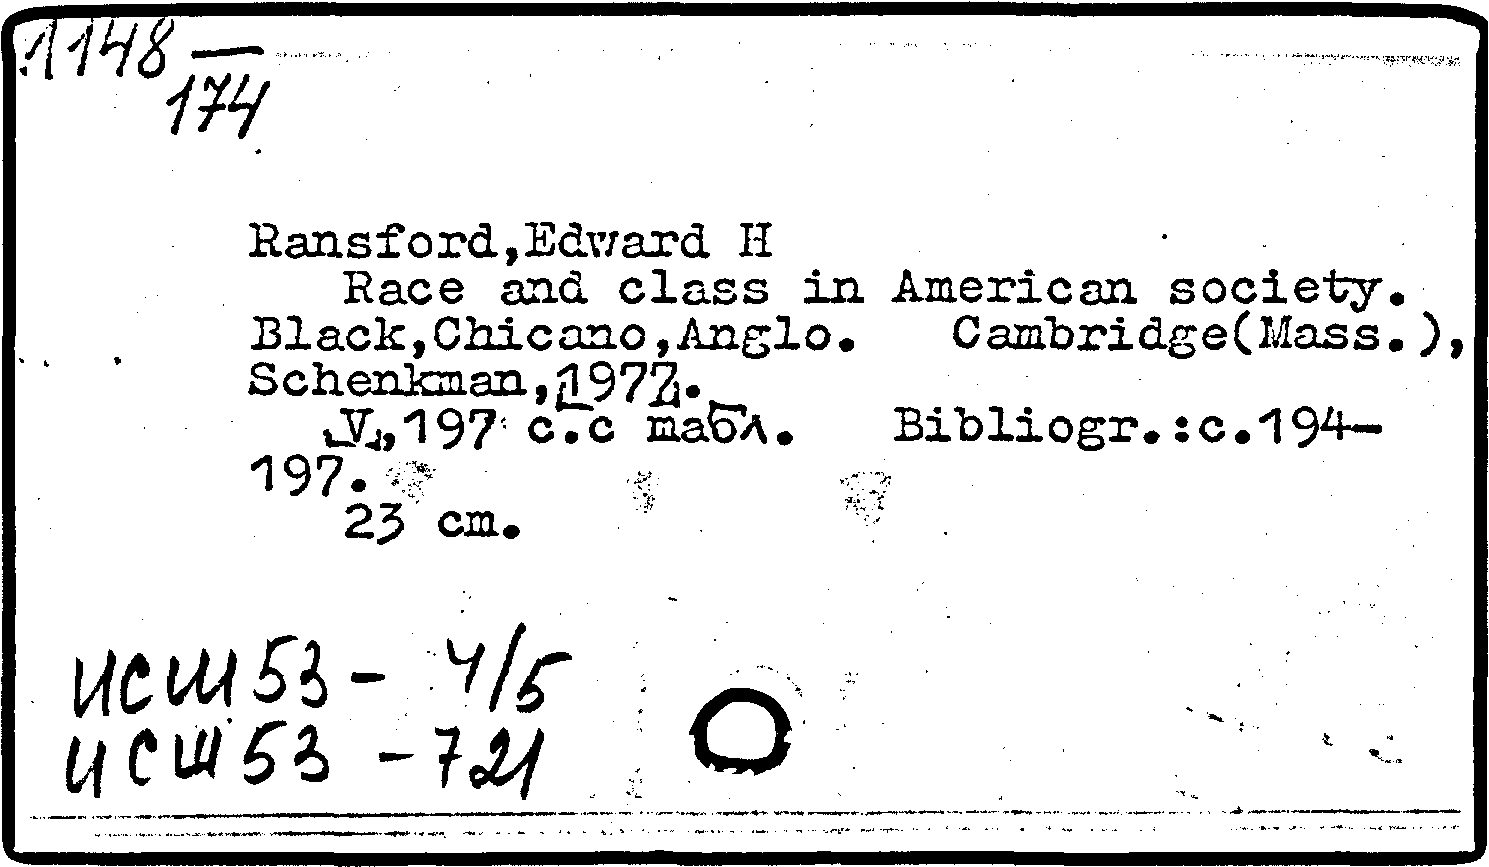 1148 —
174
Ransford,Edward H
Race and class in American society.
Black,Chicano,Anglo. Cambridge(Mass.),
Schenkman,[1977].
[V],197 с.с табл. Bibliogr.:с.194-
197.
23 cm.
ИСШ53 - 4/5
ИСШ53 - 721